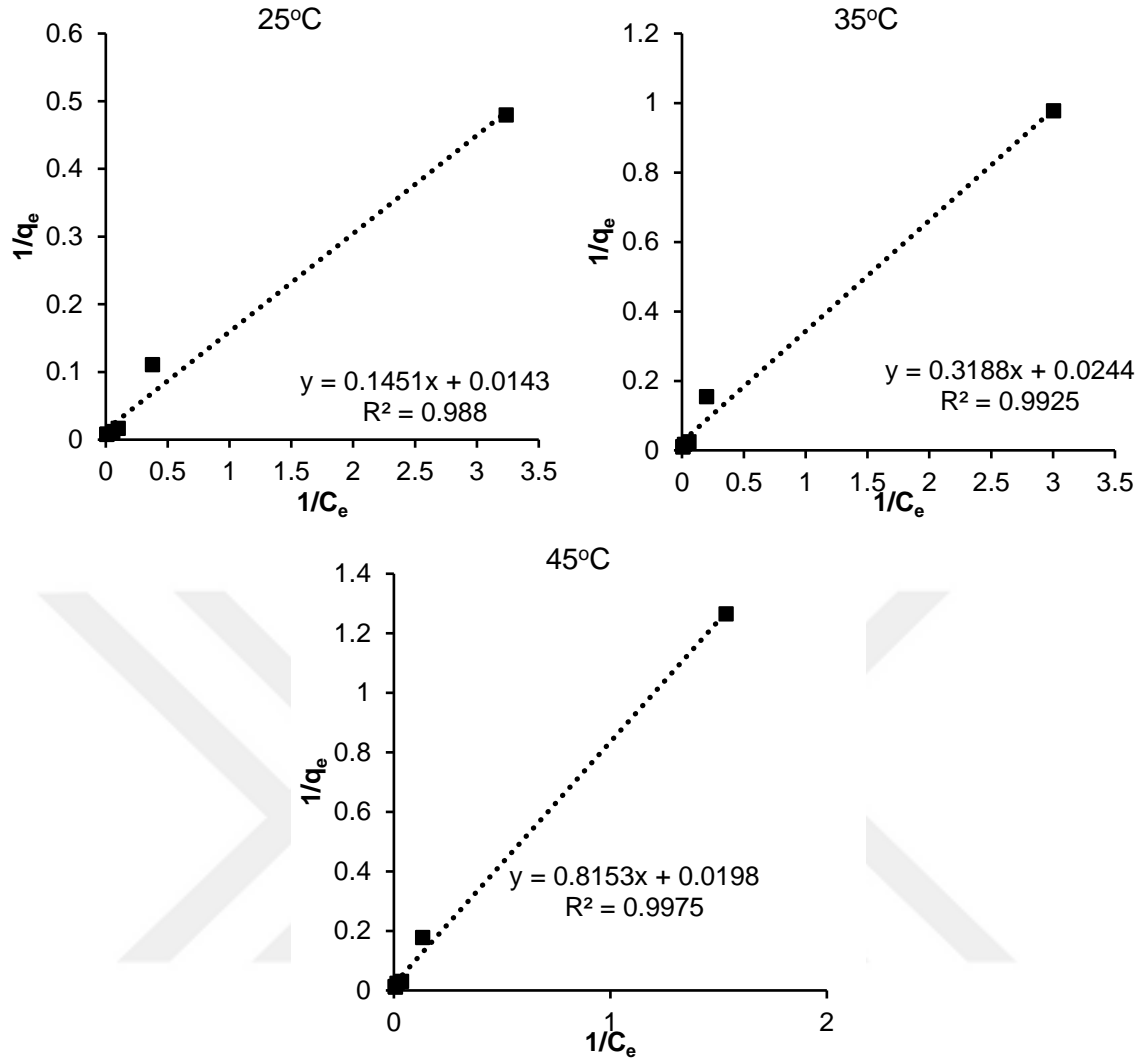 25°C
0.6
0.5
0.4
0.3
0.2
0.1
0
0 0.5 1 1.5 2 2.5 3 3.5
1/qe
1/Ce
y = 0.1451x + 0.0143
R² = 0.988
35°C
1.2
1
0.8
0.6
0.4
0.2
0
0 0.5 1 1.5 2 2.5 3 3.5
1/qe
1/Ce
y = 0.3188x + 0.0244
R² = 0.9925
45°C
1.4
1.2
1
0.8
0.6
0.4
0.2
0
0 1 2
1/qe
1/Ce
y = 0.8153x + 0.0198
R² = 0.9975